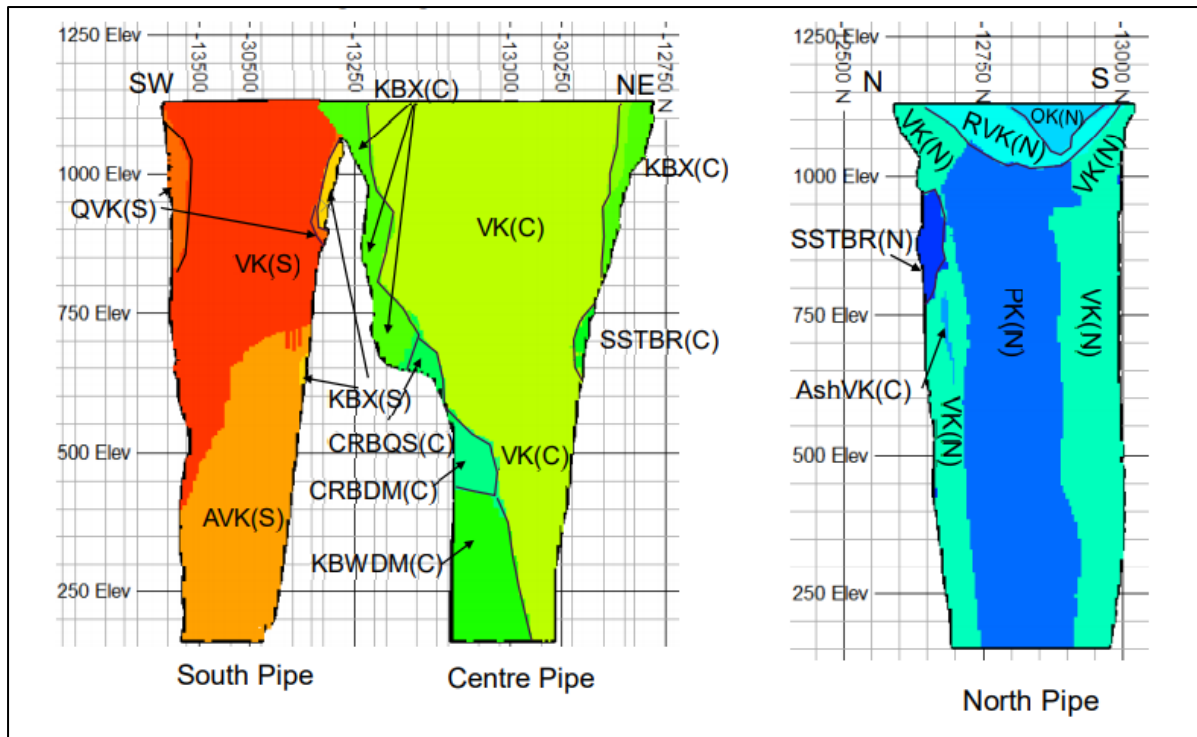 1250 Elev
1000 Elev
750 Elev
500 Elev
250 Elev
SW
NE
-13500
-30500
-13250
-13000
-30250
-12750 N
KBX(C)
KBX(C)
QVK(S)
VK(S)
VK(C)
SSTBR(C)
KBX(S)
CRBQS(C)
VK(C)
CRBDM(C)
AVK(S)
KBWDM(C)
South Pipe
Centre Pipe
1250 Elev
1000 Elev
750 Elev
500 Elev
250 Elev
N
S
-12500 N
-12750 N
-13000 N
VK(N)
RVK(N)
OK(N)
VK(N)
SSTBR(N)
PK(N)
VK(N)
AshVK(C)
VK(N)
North Pipe